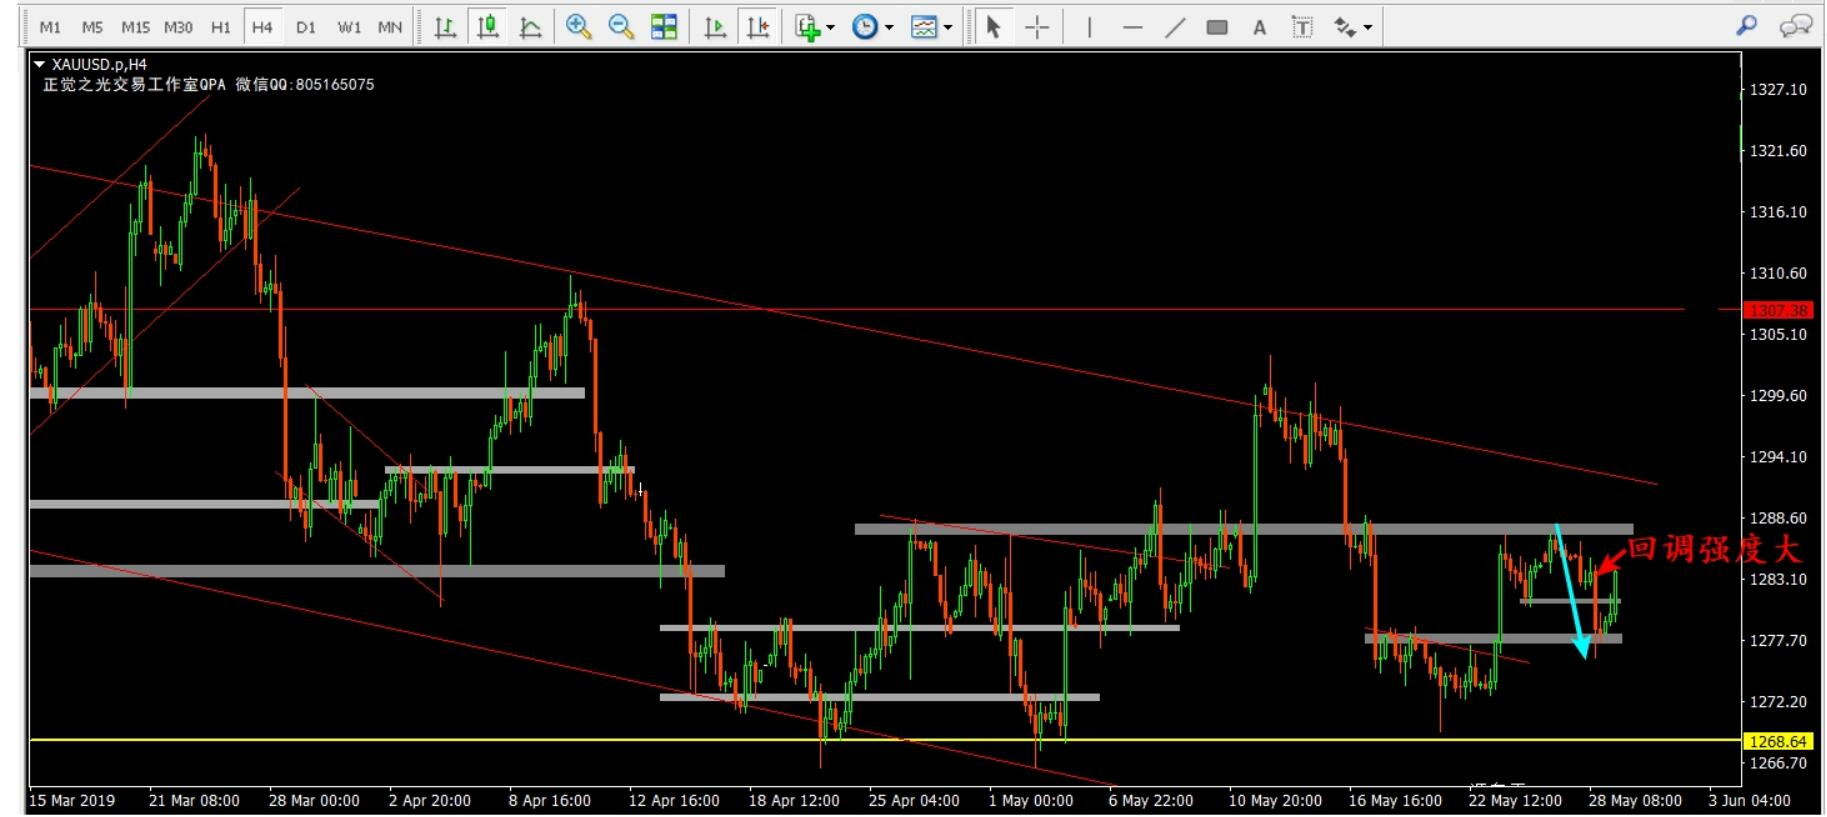 M1 M5 M15 M30 H1 H4 D1 W1 MN A T
XAUUSD.p,H4
正觉之光交易工作室QPA 微信QQ:805165075
1327.10
1321.60
1316.10
1310.60
1307.38
1305.10
1299.60
1294.10
1288.60
回调强度大
1283.10
1277.70
1272.20
1268.64
1266.70
15 Mar 2019 21 Mar 08:00 28 Mar 00:00 2 Apr 20:00 8 Apr 16:00 12 Apr 16:00 18 Apr 12:00 25 Apr 04:00 1 May 00:00 6 May 22:00 10 May 20:00 16 May 16:00 22 May 12:00 28 May 08:00 3 Jun 04:00